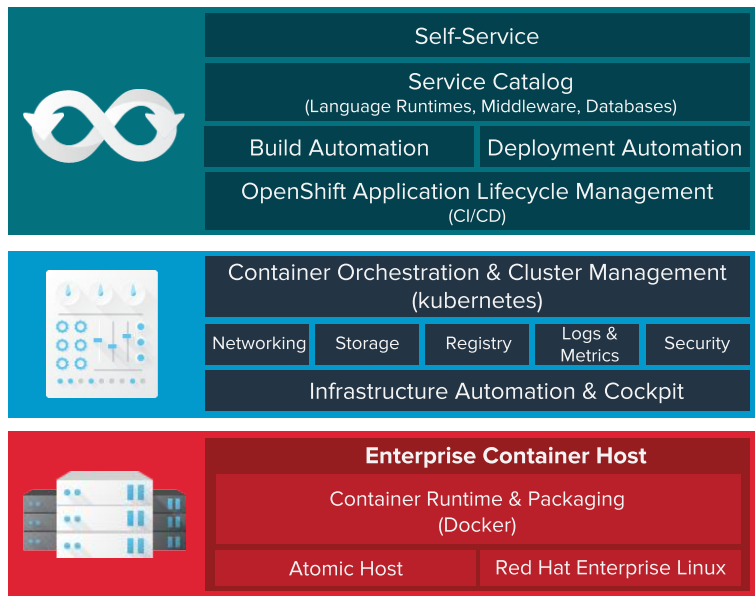 Self-Service
Service Catalog
(Language Runtimes, Middleware, Databases)
Build Automation
Deployment Automation
OpenShift Application Lifecycle Management
(CI/CD)
Container Orchestration & Cluster Management
(kubernetes)
Networking
Storage
Registry
Logs &
Metrics
Security
Infrastructure Automation & Cockpit
Enterprise Container Host
Container Runtime & Packaging
(Docker)
Atomic Host
Red Hat Enterprise Linux